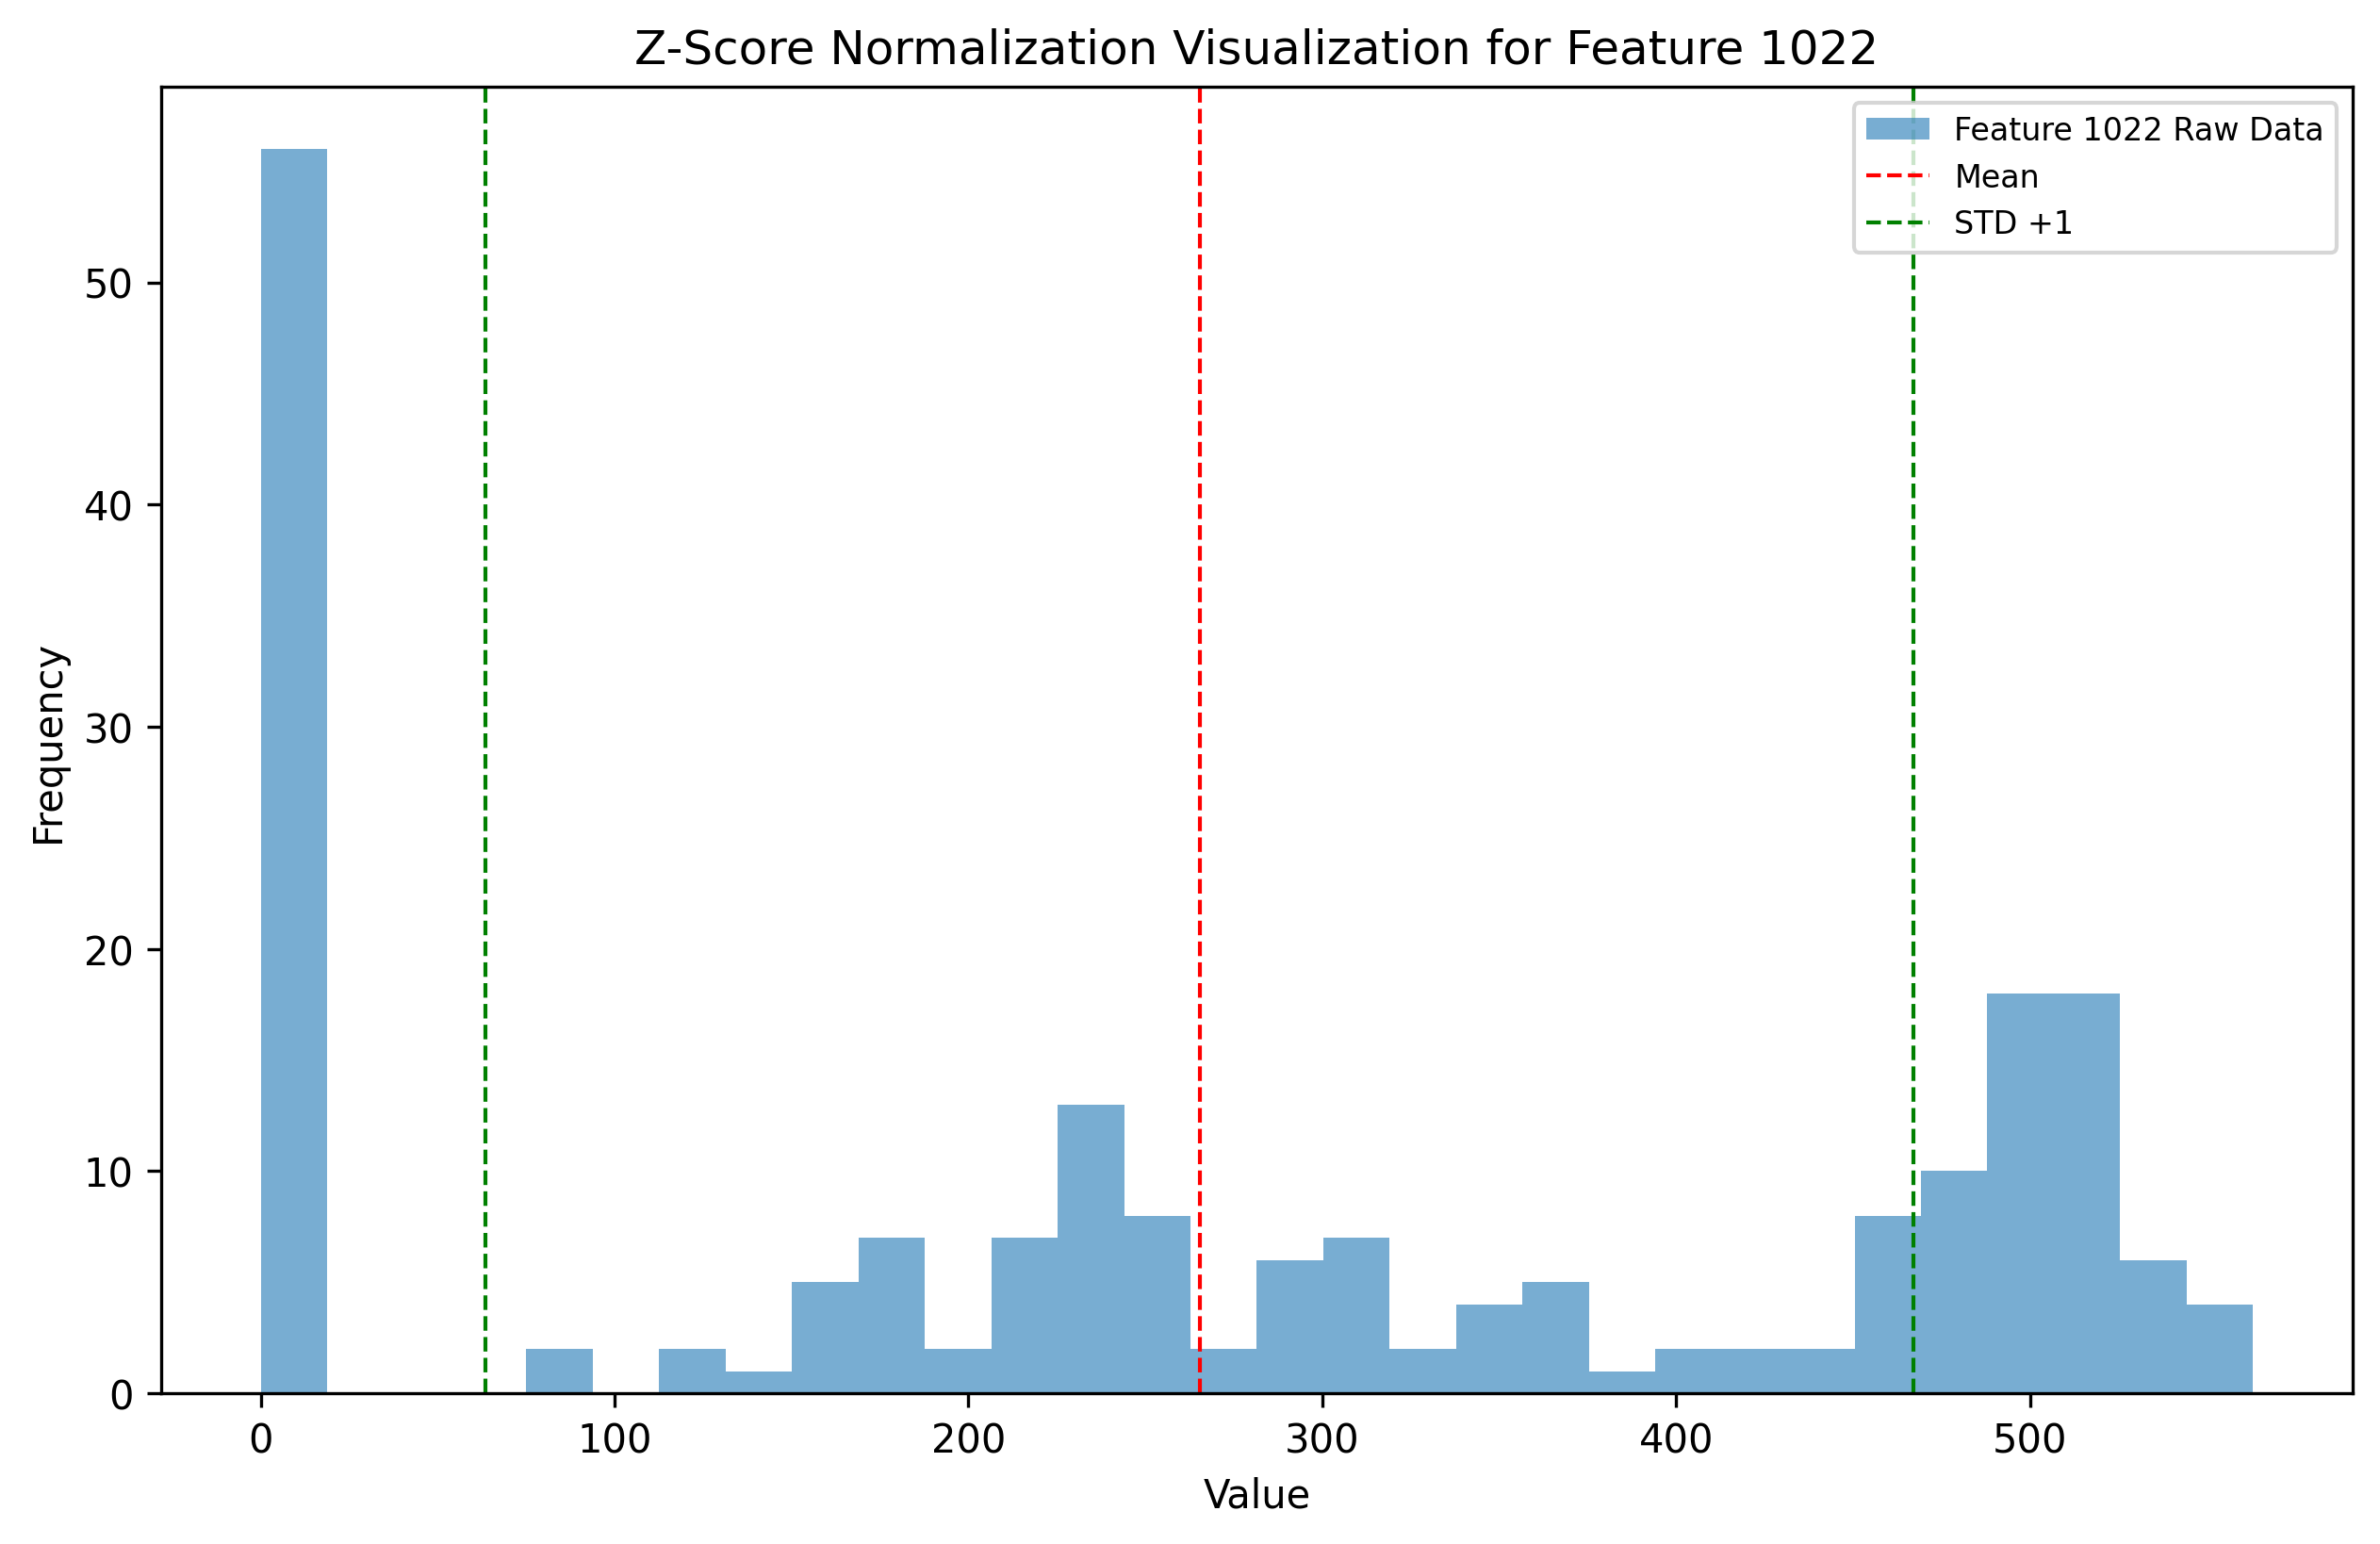 Z-Score Normalization Visualization for Feature 1022
Feature 1022 Raw Data
Mean
STD +1
Frequency
50
40
30
20
10
0
0 100 200 300 400 500
Value